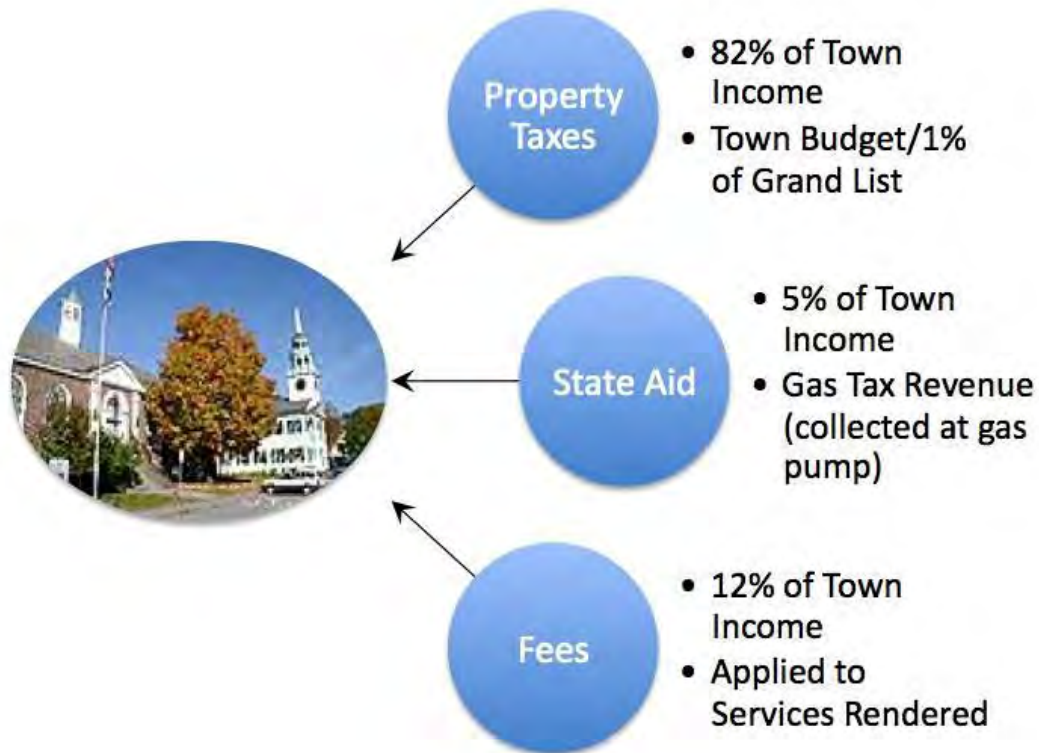 Property
Taxes
• 82% of Town
Income
• Town Budget/1%
of Grand List
State Aid
• 5% of Town
Income
• Gas Tax Revenue
(collected at gas
pump)
Fees
• 12% of Town
Income
• Applied to
Services Rendered